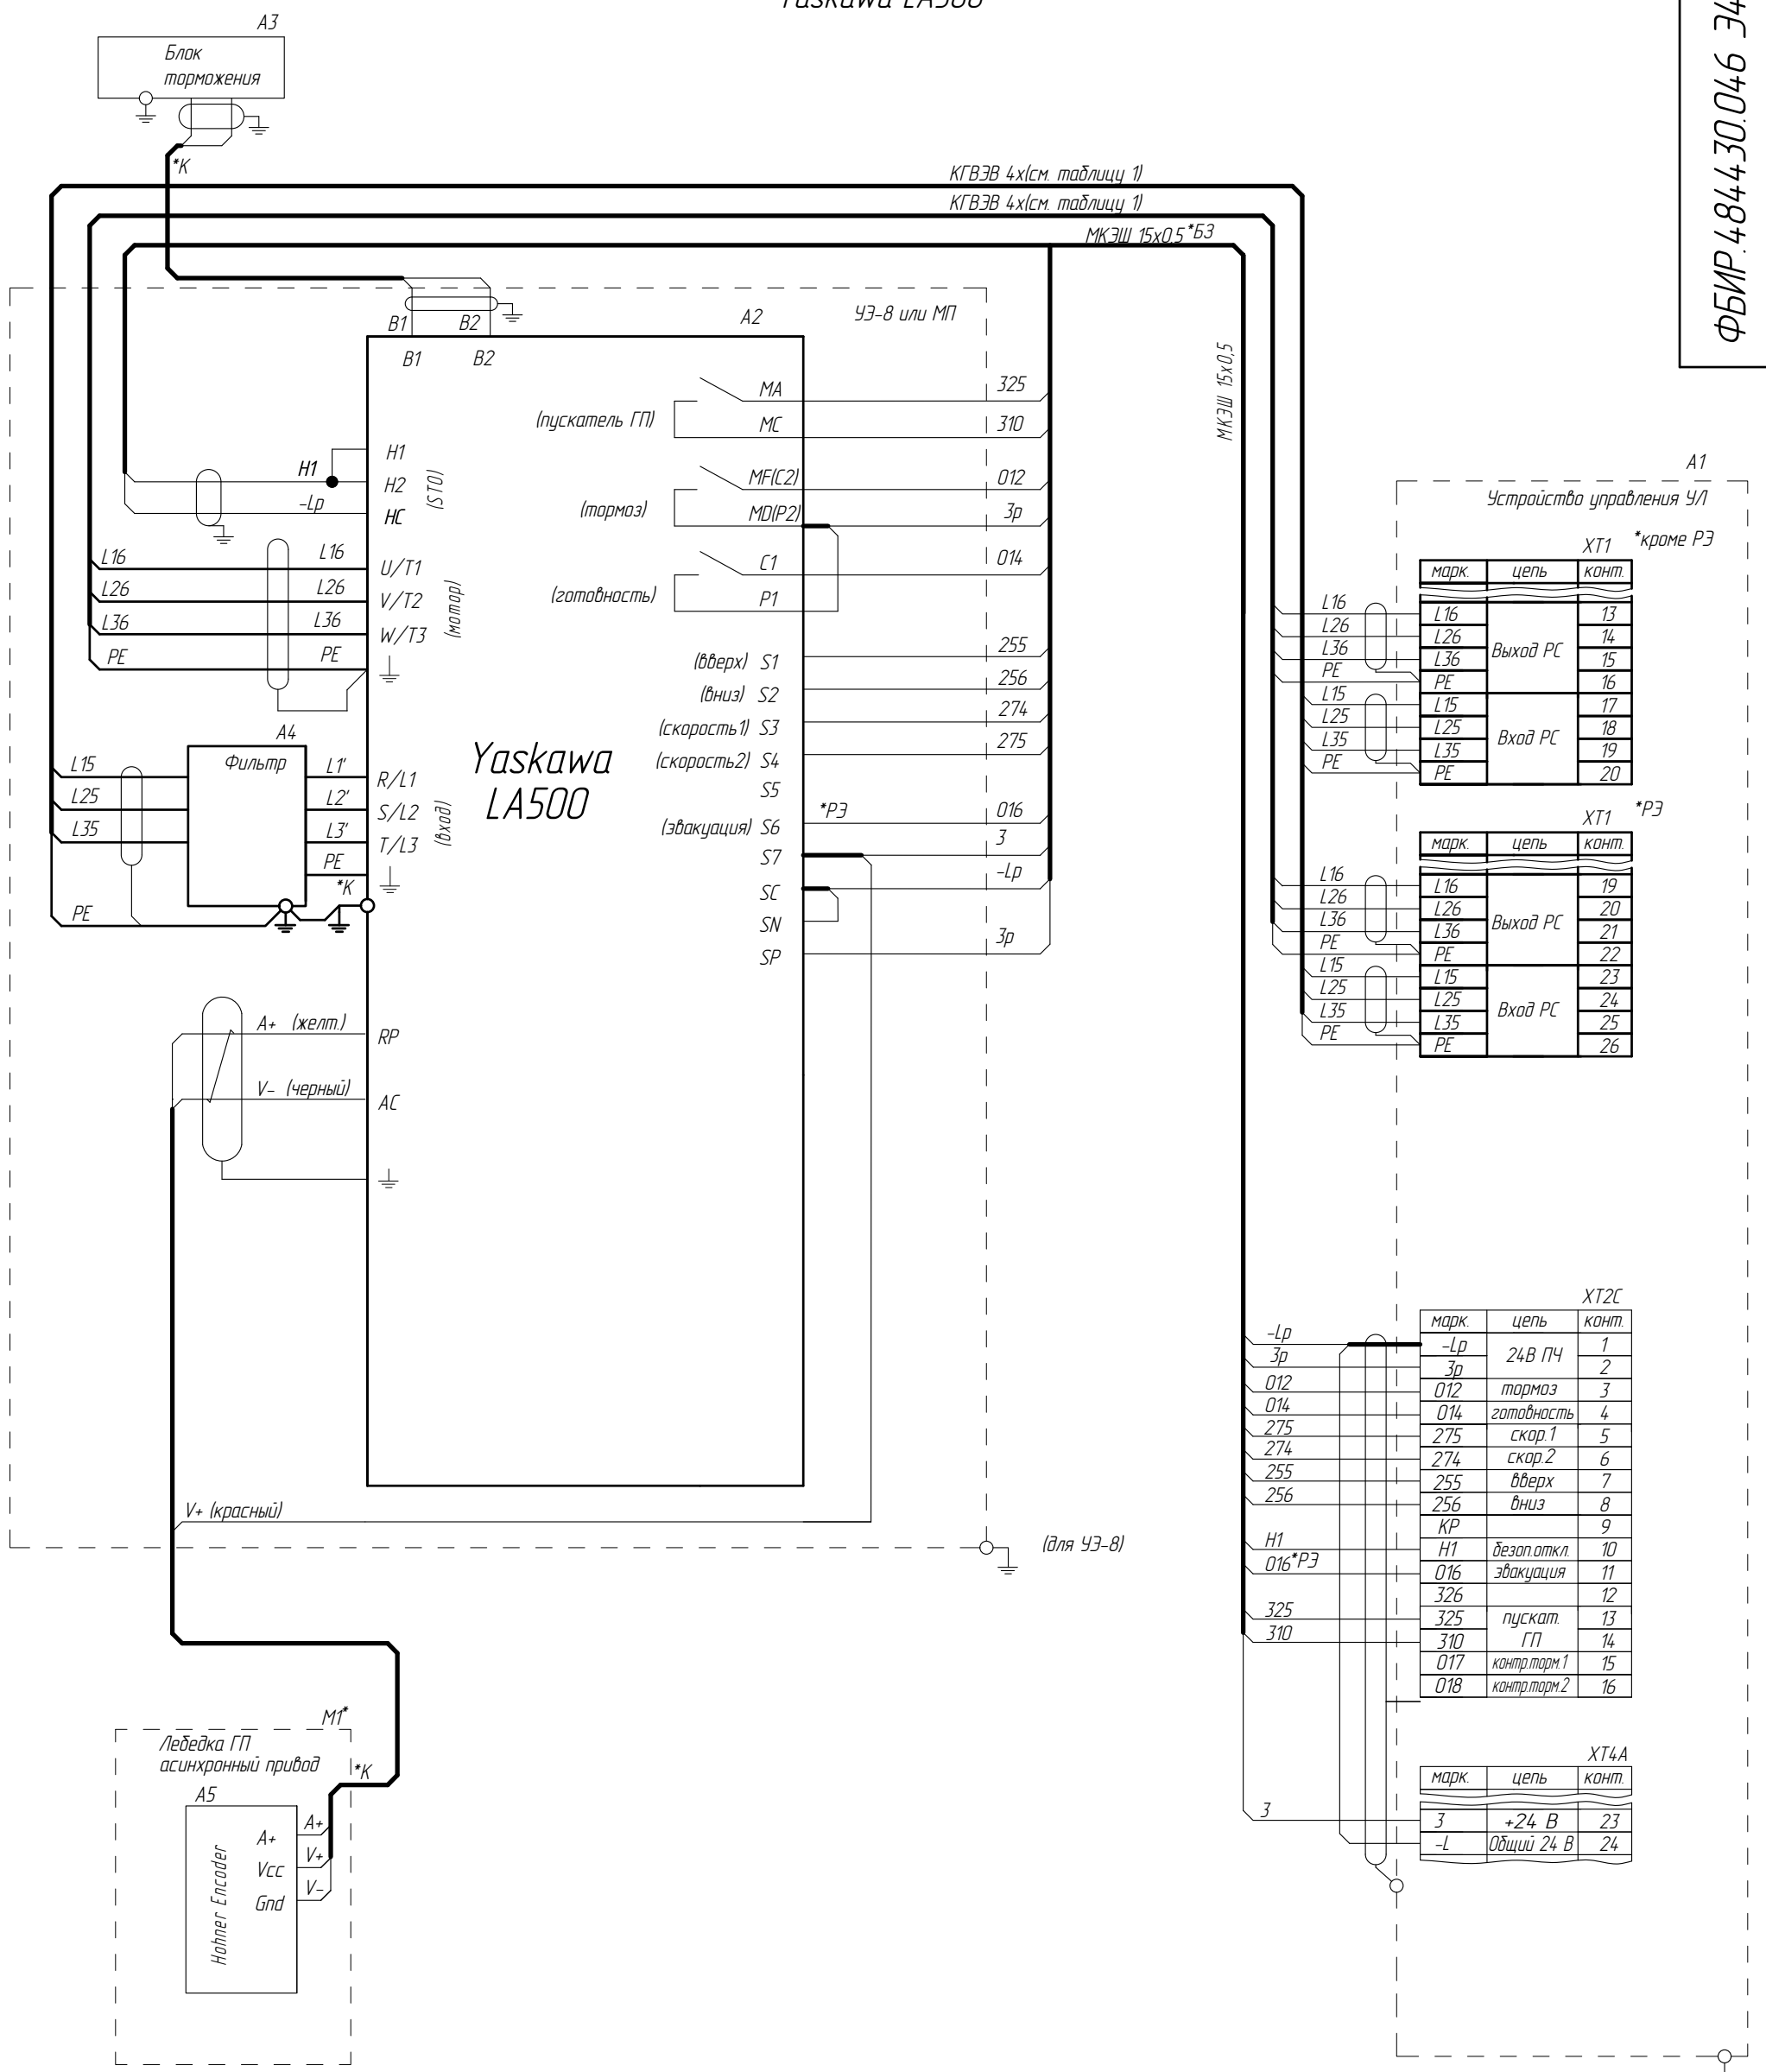 Yaskawa LA500
ФБИР.484430.046 Э4
А3
Блок
торможения
*К
КГВЭВ 4х(см. таблицу 1)
КГВЭВ 4х(см. таблицу 1)
МКЭШ 15х0,5 *БЗ
МКЭШ 15х0,5
УЭ-8 или МП
А2
B1
B2
B1
B2
(пускатель ГП)
MA
325
MC
310
(тормоз)
MF(C2)
012
MD(P2)
3р
(готовность)
C1
014
P1
H1
H1
H2
-Lр
HC
(STO)
L16
L16
U/T1
L26
L26
V/T2
L36
L36
W/T3
(мотор)
PE
PE
(вверх) S1
255
(вниз) S2
256
(скорость1) S3
274
(скорость2) S4
275
S5
(эвакуация) S6
*РЭ
016
S7
3
SC
-Lр
SN
SP
3р
Yaskawa
LA500
А4
Фильтр
L15
L1'
R/L1
L25
L2'
S/L2
L35
L3'
T/L3
(вход)
PE
*К
PE
А+ (желт.)
RP
V- (черный)
AC
V+ (красный)
(для УЭ-8)
М1*
Лебедка ГП
асинхронный привод
*К
А5
Hohner Encoder
A+
A+
Vcc
V+
Gnd
V-
А1
Устройство управления УЛ
ХТ1
*кроме РЭ
марк. цепь конт.
L16 L16 13
L26 L26 14
Выход РС
L36 L36 15
PE PE 16
L15 L15 17
L25 L25 18
Вход РС
L35 L35 19
PE PE 20
ХТ1
*РЭ
марк. цепь конт.
L16 L16 19
L26 L26 20
Выход РС
L36 L36 21
PE PE 22
L15 L15 23
L25 L25 24
Вход РС
L35 L35 25
PE PE 26
ХТ2С
марк. цепь конт.
-Lр -Lр 1
24В ПЧ
3р 3р 2
012 012 тормоз 3
014 014 готовность 4
275 275 скор.1 5
274 274 скор.2 6
255 255 вверх 7
256 256 вниз 8
КР 9
H1 H1 безоп.откл. 10
016*РЭ 016 эвакуация 11
326 12
325 325 пускат. 13
310 310 ГП 14
017 контр.торм.1 15
018 контр.торм.2 16
ХТ4А
марк. цепь конт.
3 3 +24 В 23
-L Общий 24 В 24